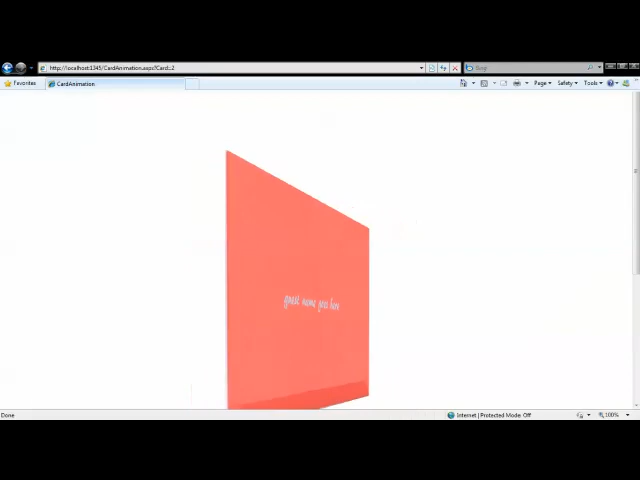 http://localhost:1345/CardAnimation.aspx?Card=2
Bing
Favorites
CardAnimation
Page
Safety
Tools
guest name goes here
Done
Internet | Protected Mode: Off
100%